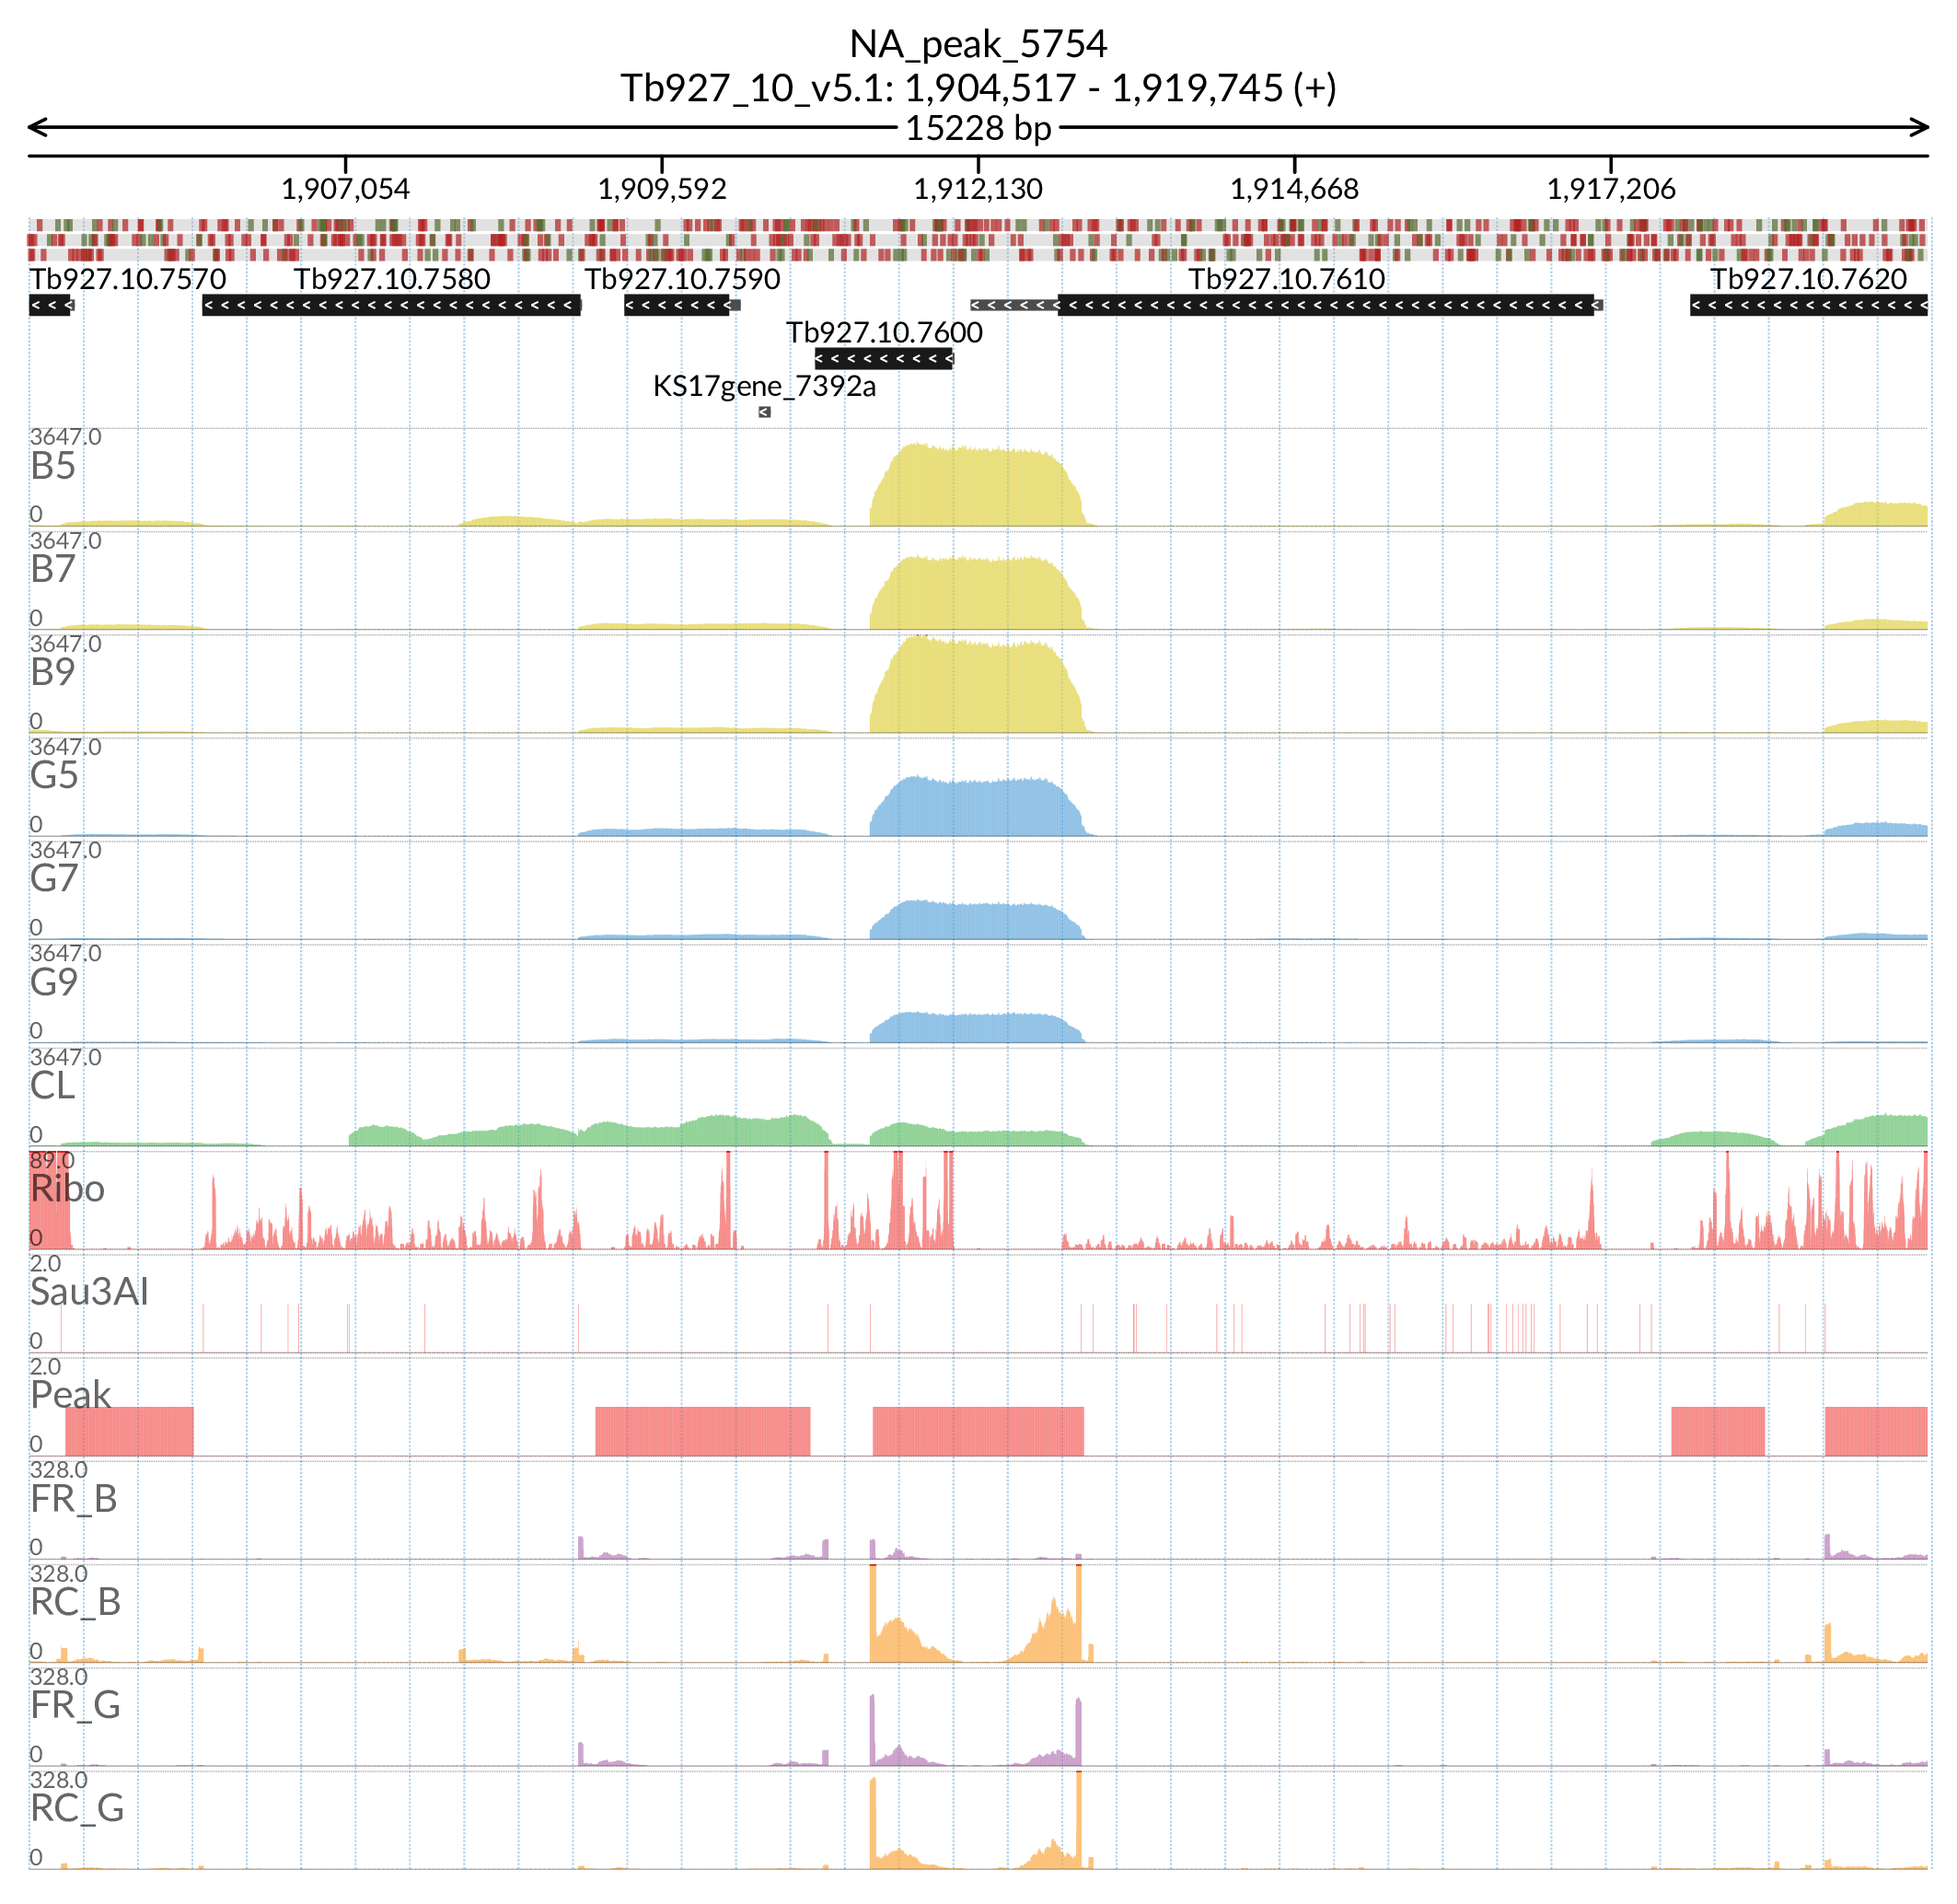 NA_peak_5754
Tb927_10_v5.1: 1,904,517 - 1,919,745 (+)
15228 bp
1,907,054 1,909,592 1,912,130 1,914,668 1,917,206
Tb927.10.7570 Tb927.10.7580 Tb927.10.7590 Tb927.10.7610 Tb927.10.7620
Tb927.10.7600
KS17gene_7392a
3647.0
B5
0
3647.0
B7
0
3647.0
B9
0
3647.0
G5
0
3647.0
G7
0
3647.0
G9
0
3647.0
CL
0
89.0
Ribo
0
2.0
Sau3AI
0
2.0
Peak
0
328.0
FR_B
0
328.0
RC_B
0
328.0
FR_G
0
328.0
RC_G
0